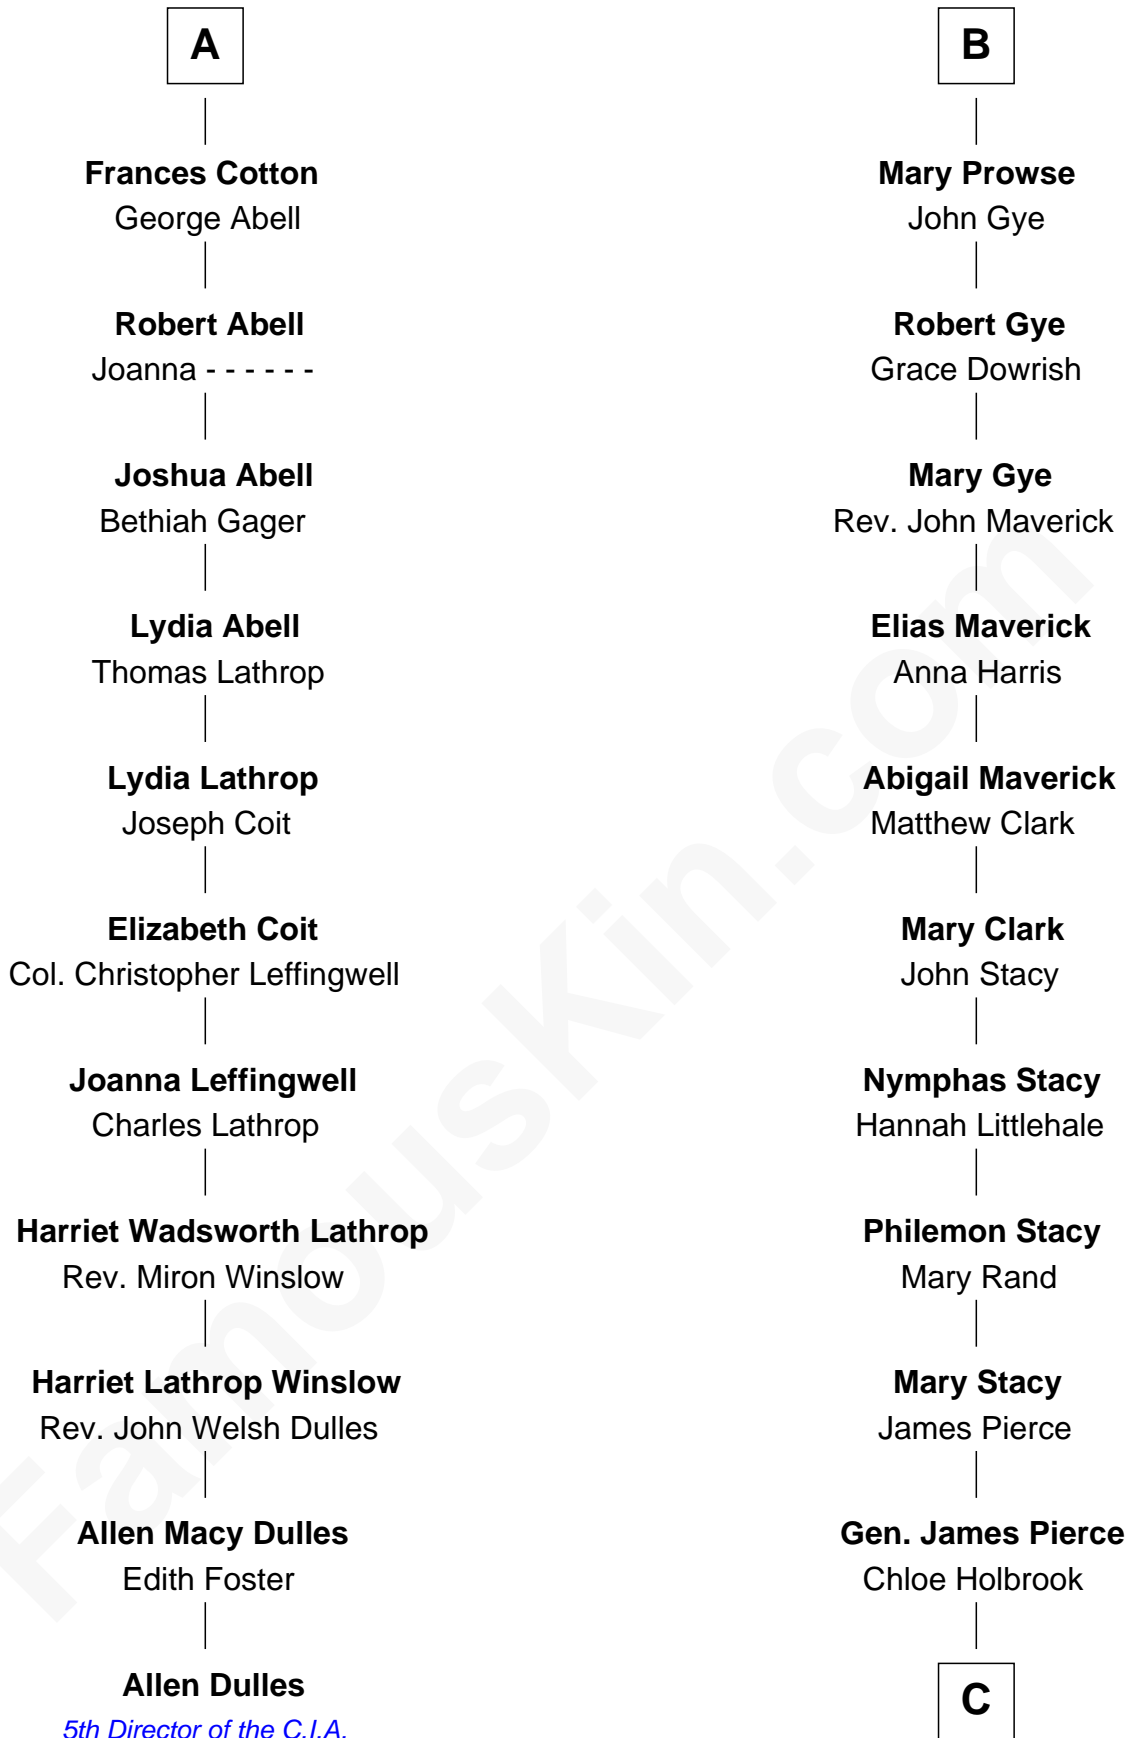 A
Frances Cotton
George Abell
Robert Abell
Joanna - - - - - -
Joshua Abell
Bethiah Gager
Lydia Abell
Thomas Lathrop
Lydia Lathrop
Joseph Coit
Elizabeth Coit
Col. Christopher Leffingwell
Joanna Leffingwell
Charles Lathrop
Harriet Wadsworth Lathrop
Rev. Miron Winslow
Harriet Lathrop Winslow
Rev. John Welsh Dulles
Allen Macy Dulles
Edith Foster
Allen Dulles
5th Director of the C.I.A.
B
Mary Prowse
John Gye
Robert Gye
Grace Dowrish
Mary Gye
Rev. John Maverick
Elias Maverick
Anna Harris
Abigail Maverick
Matthew Clark
Mary Clark
John Stacy
Nymphas Stacy
Hannah Littlehale
Philemon Stacy
Mary Rand
Mary Stacy
James Pierce
Gen. James Pierce
Chloe Holbrook
C
FamousKin.com